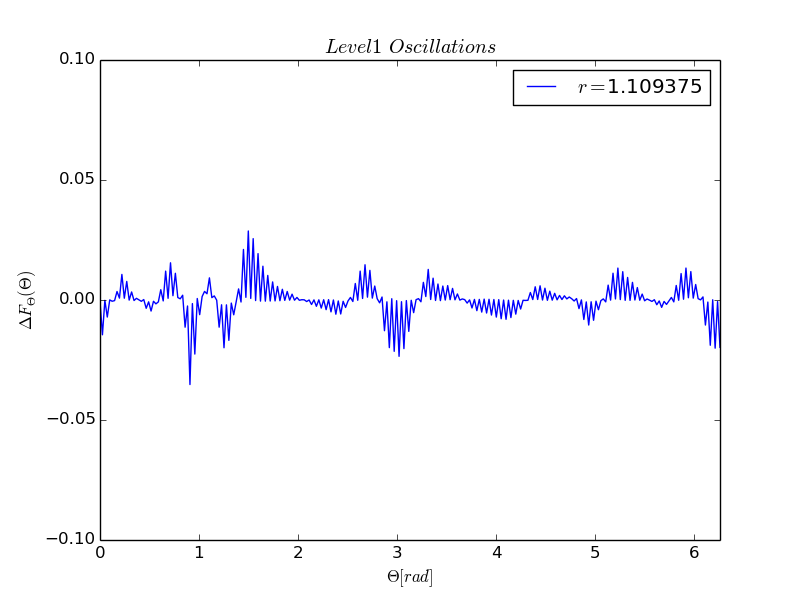 Level1 Oscillations
r=1.109375
0.10
0.05
0.00
−0.05
−0.10
ΔF_Θ(Θ)
0 1 2 3 4 5 6
Θ[rad]